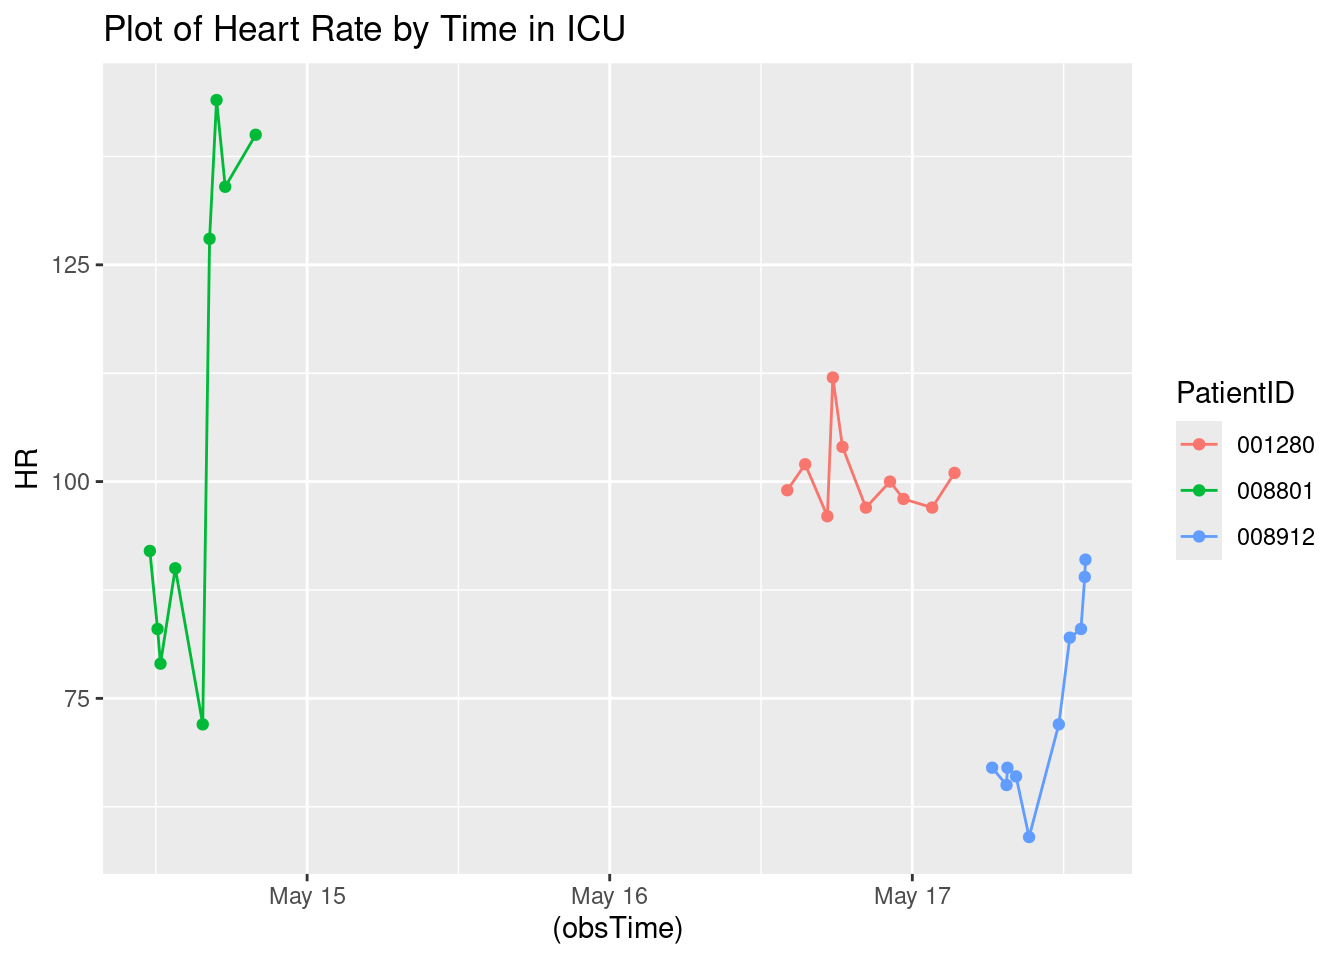 Plot of Heart Rate by Time in ICU
HR
125
100
75
May 15
May 16
May 17
(obsTime)
PatientID
001280
008801
008912